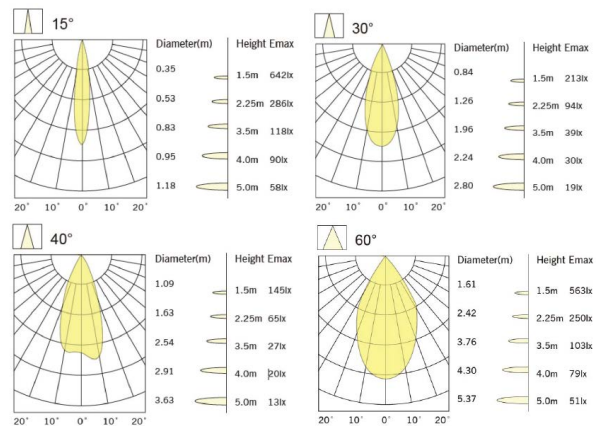 15°
Diameter(m) Height Emax
0.35 1.5m 642lx
0.53 2.25m 286lx
0.83 3.5m 118lx
0.95 4.0m 90lx
1.18 5.0m 58lx
20° 10° 0° 10° 20°
30°
Diameter(m) Height Emax
0.84 1.5m 213lx
1.26 2.25m 94lx
1.96 3.5m 39lx
2.24 4.0m 30lx
2.80 5.0m 19lx
20° 10° 0° 10° 20°
40°
Diameter(m) Height Emax
1.09 1.5m 145lx
1.63 2.25m 65lx
2.54 3.5m 27lx
2.91 4.0m 20lx
3.63 5.0m 13lx
20° 10° 0° 10° 20°
60°
Diameter(m) Height Emax
1.61 1.5m 563lx
2.42 2.25m 250lx
3.76 3.5m 103lx
4.30 4.0m 79lx
5.37 5.0m 51lx
20° 10° 0° 10° 20°